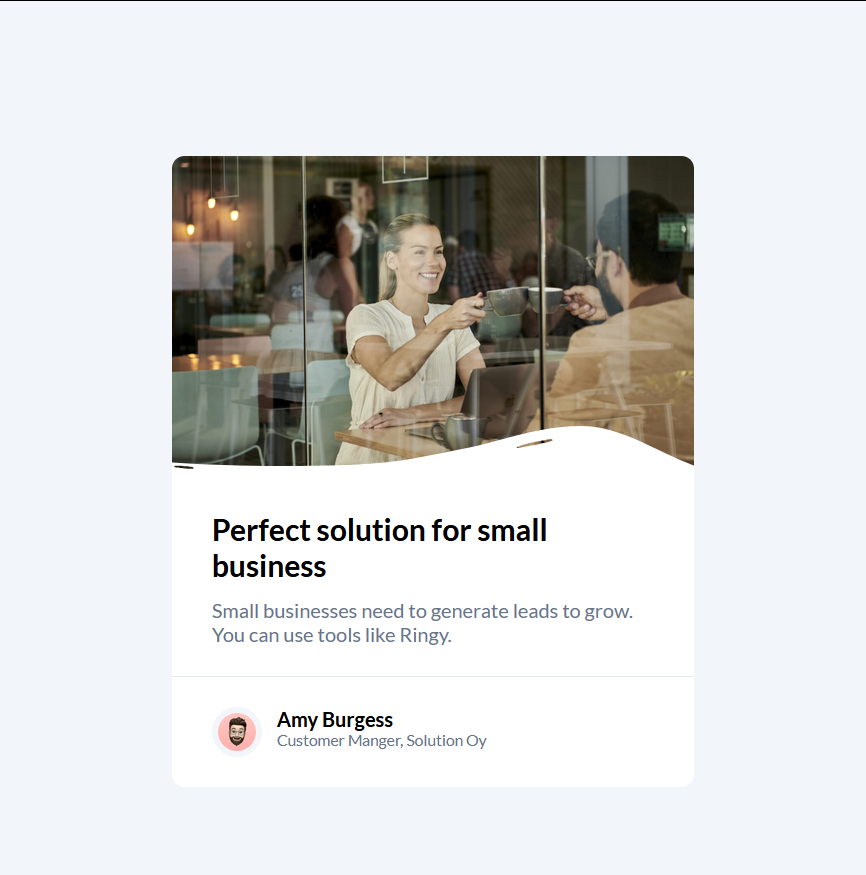 Perfect solution for small
business
Small businesses need to generate leads to grow.
You can use tools like Ringy.
Amy Burgess
Customer Manger, Solution Oy